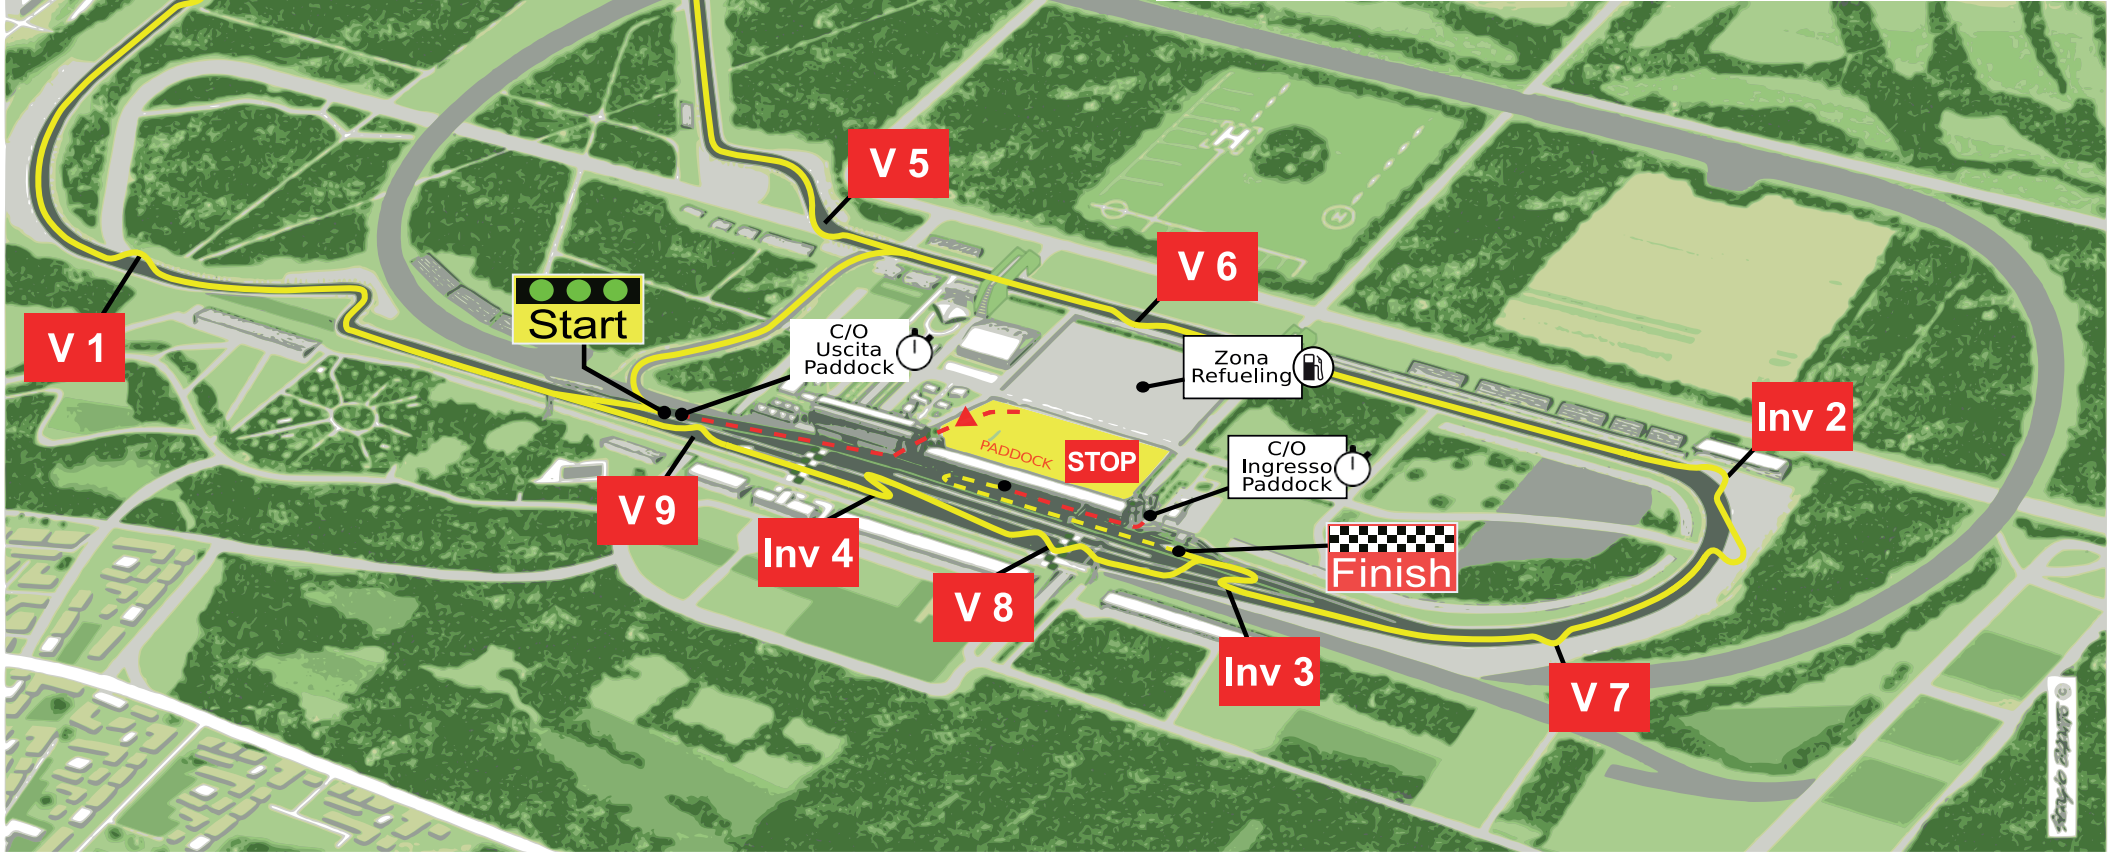 V 5
V 6
Start
V 1
C/O
Uscita
Paddock
Zona
Refueling
Inv 2
PADDOCK
STOP
C/O
Ingresso
Paddock
V 9
Inv 4
Finish
V 8
Inv 3
V 7
H
N